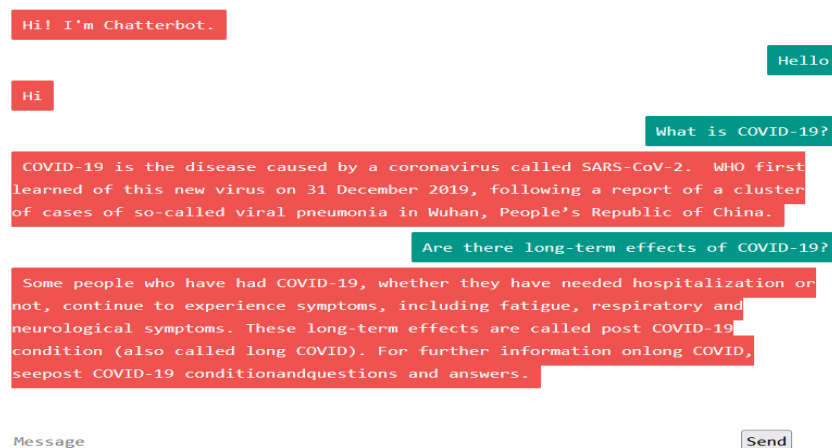 Hi! I'm Chatterbot.
Hello
Hi
What is COVID-19?
COVID-19 is the disease caused by a coronavirus called SARS-CoV-2.  WHO first
learned of this new virus on 31 December 2019, following a report of a cluster
of cases of so-called viral pneumonia in Wuhan, People’s Republic of China.
Are there long-term effects of COVID-19?
Some people who have had COVID-19, whether they have needed hospitalization or
not, continue to experience symptoms, including fatigue, respiratory and
neurological symptoms. These long-term effects are called post COVID-19
condition (also called long COVID). For further information onlong COVID,
seepost COVID-19 conditionandquestions and answers.
Message
Send